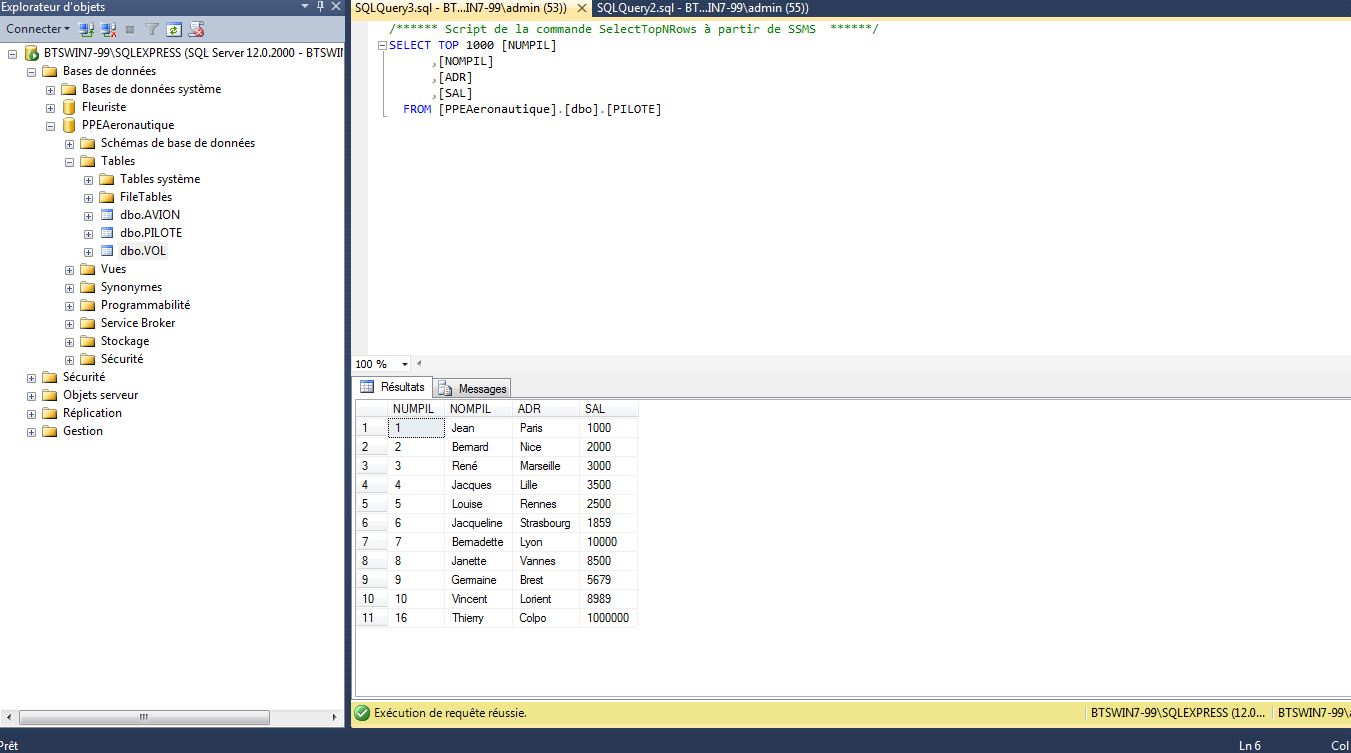 Explorateur d'objets
Connecter
BTSWIN7-99\SQLEXPRESS (SQL Server 12.0.2000 - BTSWIN
Bases de données
Bases de données système
Fleuriste
PPEAeronautique
Schémas de base de données
Tables
Tables système
FileTables
dbo.AVION
dbo.PILOTE
dbo.VOL
Vues
Synonymes
Programmabilité
Service Broker
Stockage
Sécurité
Sécurité
Objets serveur
Réplication
Gestion
SQLQuery3.sql - BT...IN7-99\admin (53)) SQLQuery2.sql - BT...IN7-99\admin (55))
/****** Script de la commande SelectTopNRows à partir de SSMS  ******/
SELECT TOP 1000 [NUMPIL]
,[NOMPIL]
,[ADR]
,[SAL]
FROM [PPEAeronautique].[dbo].[PILOTE]
100 %
Résultats Messages
NUMPIL NOMPIL ADR SAL
1 1 Jean Paris 1000
2 2 Bernard Nice 2000
3 3 René Marseille 3000
4 4 Jacques Lille 3500
5 5 Louise Rennes 2500
6 6 Jacqueline Strasbourg 1859
7 7 Bernadette Lyon 10000
8 8 Janette Vannes 8500
9 9 Germaine Brest 5679
10 10 Vincent Lorient 8989
11 16 Thierry Colpo 1000000
Exécution de requête réussie. BTSWIN7-99\SQLEXPRESS (12.0... BTSWIN7-99\a
Prêt Ln 6 Col